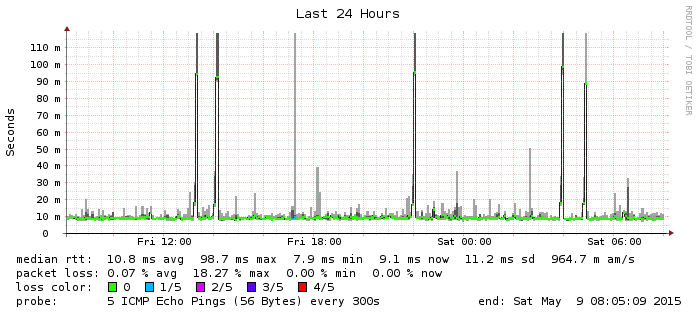 Last 24 Hours
RRDTOOL / TOBI OETIKER
Seconds
110 m
100 m
90 m
80 m
70 m
60 m
50 m
40 m
30 m
20 m
10 m
0
Fri 12:00 Fri 18:00 Sat 00:00 Sat 06:00
median rtt: 10.8 ms avg 98.7 ms max 7.9 ms min 9.1 ms now 11.2 ms sd 964.7 m am/s
packet loss: 0.07 % avg 18.27 % max 0.00 % min 0.00 % now
loss color: 0 1/5 2/5 3/5 4/5
probe: 5 ICMP Echo Pings (56 Bytes) every 300s end: Sat May 9 08:05:09 2015